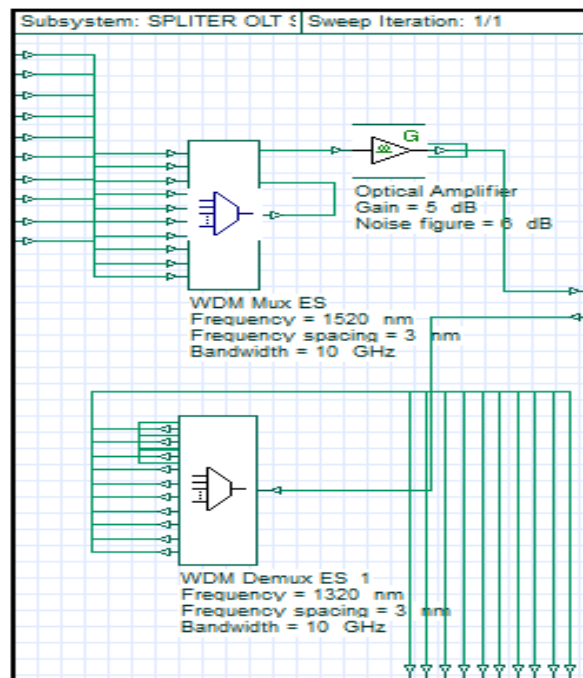 Subsystem: SPLITER OLT S
Sweep Iteration: 1/1
G
Optical Amplifier
Gain = 5 dB
Noise figure = 6 dB
WDM Mux ES
Frequency = 1520 nm
Frequency spacing = 3 nm
Bandwidth = 10 GHz
WDM Demux ES 1
Frequency = 1320 nm
Frequency spacing = 3 nm
Bandwidth = 10 GHz